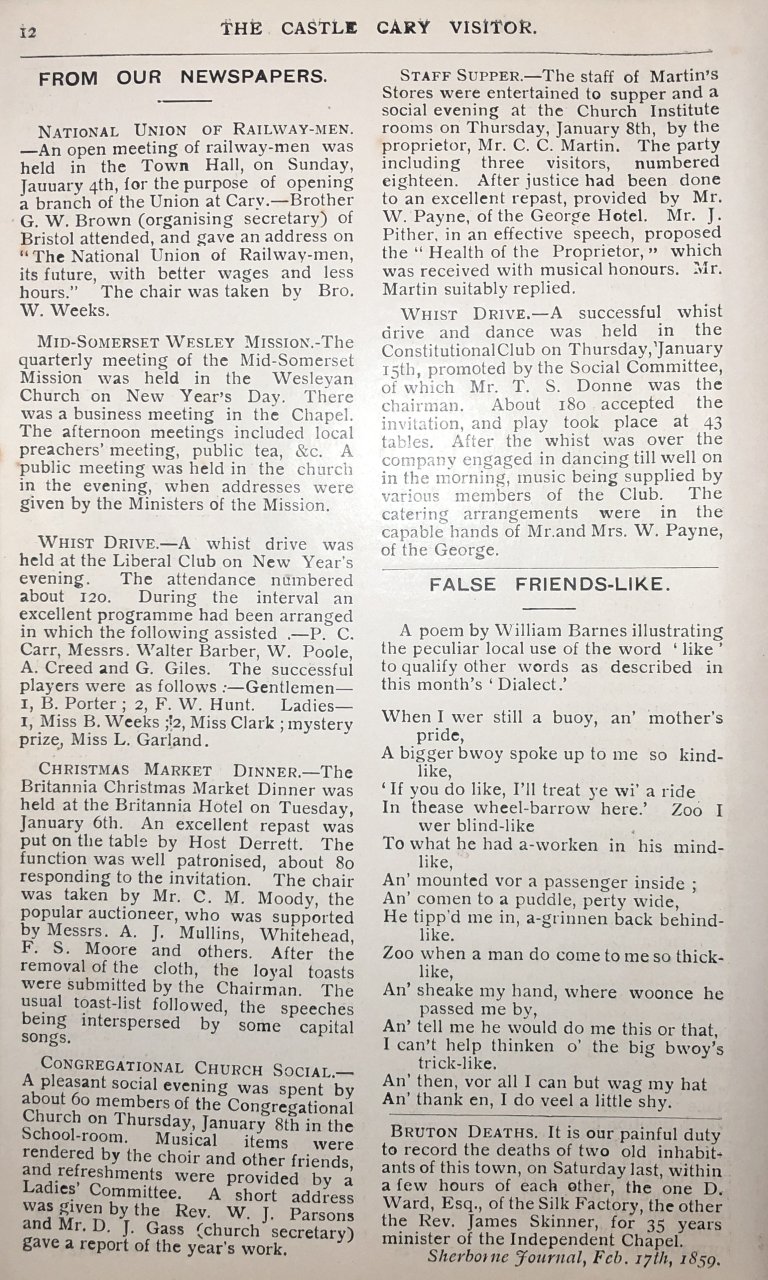 12
THE CASTLE CARY VISITOR.
FROM OUR NEWSPAPERS.
NATIONAL UNION OF RAILWAY-MEN.
—An open meeting of railway-men was
held in the Town Hall, on Sunday,
Jauuary 4th, for the purpose of opening
a branch of the Union at Cary.—Brother
G. W. Brown (organising secretary) of
Bristol attended, and gave an address on
"The National Union of Railway-men,
its future, with better wages and less
hours." The chair was taken by Bro.
W. Weeks.
MID-SOMERSET WESLEY MISSION.-The
quarterly meeting of the Mid-Somerset
Mission was held in the Wesleyan
Church on New Year's Day. There
was a business meeting in the Chapel.
The afternoon meetings included local
preachers' meeting, public tea, &c. A
public meeting was held in the church
in the evening, when addresses were
given by the Ministers of the Mission.
WHIST DRIVE.—A whist drive was
held at the Liberal Club on New Year's
evening. The attendance numbered
about 120. During the interval an
excellent programme had been arranged
in which the following assisted .—P. C.
Carr, Messrs. Walter Barber, W. Poole,
A. Creed and G. Giles. The successful
players were as follows :—Gentlemen—
1, B. Porter ; 2, F. W. Hunt. Ladies—
1, Miss B. Weeks ; 2, Miss Clark ; mystery
prize, Miss L. Garland.
CHRISTMAS MARKET DINNER.—The
Britannia Christmas Market Dinner was
held at the Britannia Hotel on Tuesday,
January 6th. An excellent repast was
put on the table by Host Derrett. The
function was well patronised, about 80
responding to the invitation. The chair
was taken by Mr. C. M. Moody, the
popular auctioneer, who was supported
by Messrs. A. J. Mullins, Whitehead,
F. S. Moore and others. After the
removal of the cloth, the loyal toasts
were submitted by the Chairman. The
usual toast-list followed, the speeches
being interspersed by some capital
songs.
CONGREGATIONAL CHURCH SOCIAL.—
A pleasant social evening was spent by
about 60 members of the Congregational
Church on Thursday, January 8th in the
School-room. Musical items were
rendered by the choir and other friends,
and refreshments were provided by a
Ladies' Committee. A short address
was given by the Rev. W. J. Parsons
and Mr. D. J. Gass (church secretary)
gave a report of the year's work.
STAFF SUPPER.—The staff of Martin's
Stores were entertained to supper and a
social evening at the Church Institute
rooms on Thursday, January 8th, by the
proprietor, Mr. C. C. Martin. The party
including three visitors, numbered
eighteen. After justice had been done
to an excellent repast, provided by Mr.
W. Payne, of the George Hotel. Mr. J.
Pither, in an effective speech, proposed
the "Health of the Proprietor," which
was received with musical honours. Mr.
Martin suitably replied.
WHIST DRIVE.—A successful whist
drive and dance was held in the
Constitutional Club on Thursday, January
15th, promoted by the Social Committee,
of which Mr. T. S. Donne was the
chairman. About 180 accepted the
invitation, and play took place at 43
tables. After the whist was over the
company engaged in dancing till well on
in the morning, music being supplied by
various members of the Club. The
catering arrangements were in the
capable hands of Mr. and Mrs. W. Payne,
of the George.
FALSE FRIENDS-LIKE.
A poem by William Barnes illustrating
the peculiar local use of the word ' like '
to qualify other words as described in
this month's ' Dialect.'
When I wer still a buoy, an' mother's
pride,
A bigger bwoy spoke up to me so kind-
like,
' If you do like, I'll treat ye wi' a ride
In thease wheel-barrow here.' Zoo I
wer blind-like
To what he had a-worken in his mind-
like,
An' mounted vor a passenger inside ;
An' comen to a puddle, perty wide,
He tipp'd me in, a-grinnen back behind-
like.
Zoo when a man do come to me so thick-
like,
An' sheake my hand, where woonce he
passed me by,
An' tell me he would do me this or that,
I can't help thinken o' the big bwoy's
trick-like.
An' then, vor all I can but wag my hat
An' thank en, I do veel a little shy.
BRUTON DEATHS. It is our painful duty
to record the deaths of two old inhabit-
ants of this town, on Saturday last, within
a few hours of each other, the one D.
Ward, Esq., of the Silk Factory, the other
the Rev. James Skinner, for 35 years
minister of the Independent Chapel.
Sherborne Journal, Feb. 17th, 1859.